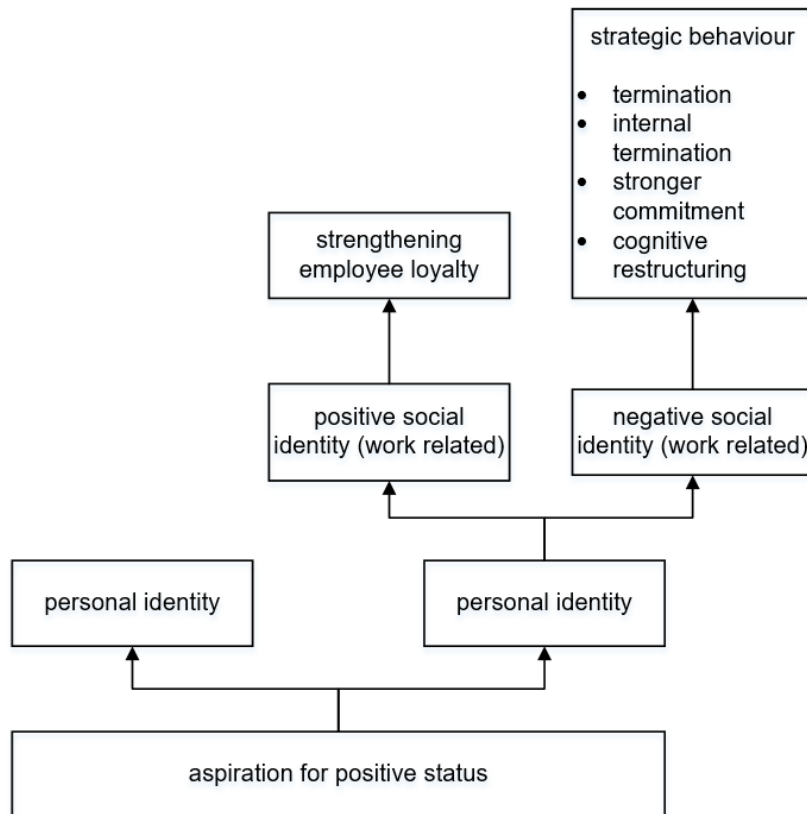 strategic behaviour
• termination
• internal
termination
• stronger
commitment
• cognitive
restructuring
strengthening
employee loyalty
positive social
identity (work related)
negative social
identity (work related)
personal identity
personal identity
aspiration for positive status